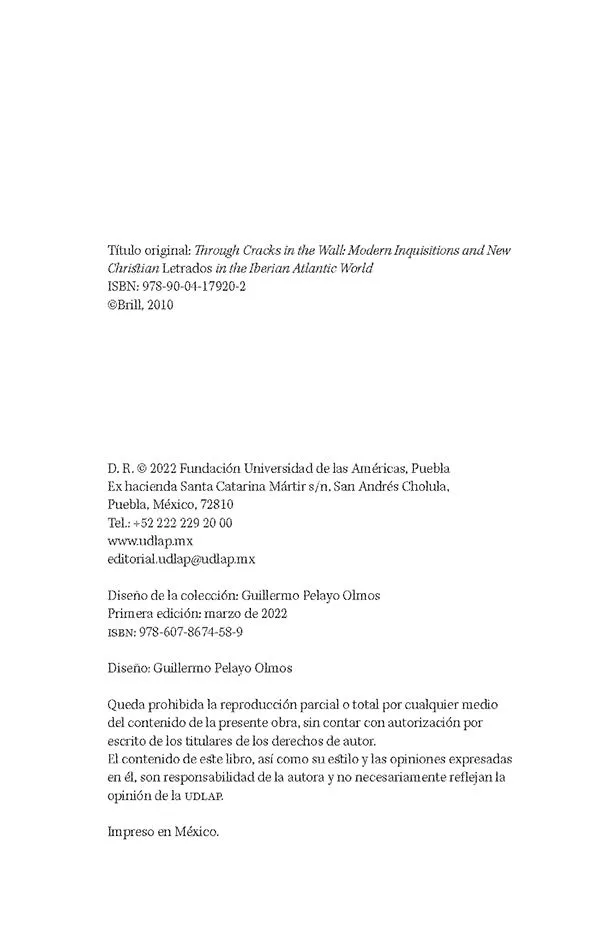 Título original: Through Cracks in the Wall: Modern Inquisitions and New
Christian Letrados in the Iberian Atlantic World
ISBN: 978-90-04-17920-2
©Brill, 2010
D. R. © 2022 Fundación Universidad de las Américas, Puebla
Ex hacienda Santa Catarina Mártir s/n, San Andrés Cholula,
Puebla, México, 72810
Tel.: +52 222 229 20 00
www.udlap.mx
editorial.udlap@udlap.mx
Diseño de la colección: Guillermo Pelayo Olmos
Primera edición: marzo de 2022
ISBN: 978-607-8674-58-9
Diseño: Guillermo Pelayo Olmos
Queda prohibida la reproducción parcial o total por cualquier medio
del contenido de la presente obra, sin contar con autorización por
escrito de los titulares de los derechos de autor.
El contenido de este libro, así como su estilo y las opiniones expresadas
en él, son responsabilidad de la autora y no necesariamente reflejan la
opinión de la UDLAP.
Impreso en México.